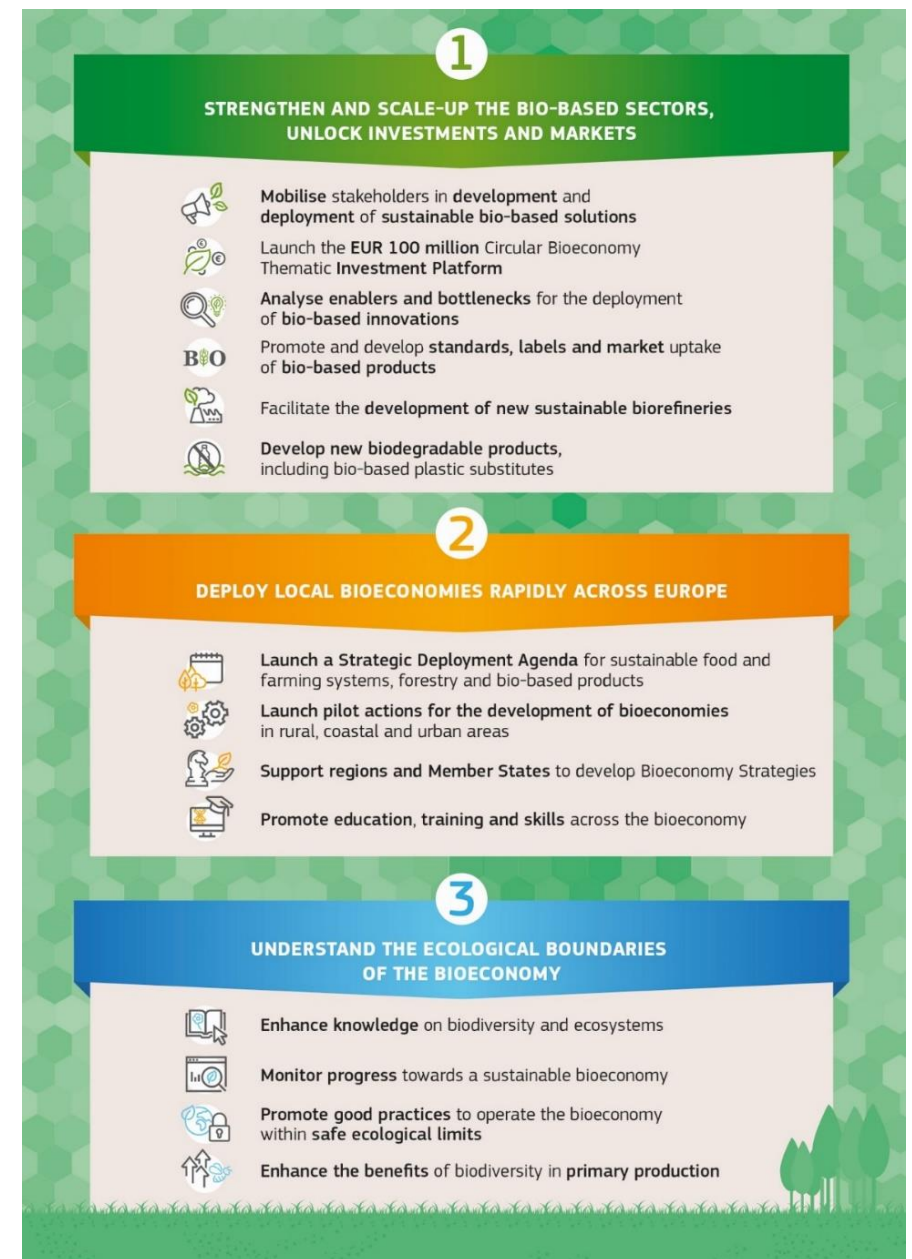 1
STRENGTHEN AND SCALE-UP THE BIO-BASED SECTORS,
UNLOCK INVESTMENTS AND MARKETS
Mobilise stakeholders in development and
deployment of sustainable bio-based solutions
Launch the EUR 100 million Circular Bioeconomy
Thematic Investment Platform
Analyse enablers and bottlenecks for the deployment
of bio-based innovations
BIO
Promote and develop standards, labels and market uptake
of bio-based products
Facilitate the development of new sustainable biorefineries
Develop new biodegradable products,
including bio-based plastic substitutes
2
DEPLOY LOCAL BIOECONOMIES RAPIDLY ACROSS EUROPE
Launch a Strategic Deployment Agenda for sustainable food and
farming systems, forestry and bio-based products
Launch pilot actions for the development of bioeconomies
in rural, coastal and urban areas
Support regions and Member States to develop Bioeconomy Strategies
Promote education, training and skills across the bioeconomy
3
UNDERSTAND THE ECOLOGICAL BOUNDARIES
OF THE BIOECONOMY
Enhance knowledge on biodiversity and ecosystems
Monitor progress towards a sustainable bioeconomy
Promote good practices to operate the bioeconomy
within safe ecological limits
Enhance the benefits of biodiversity in primary production